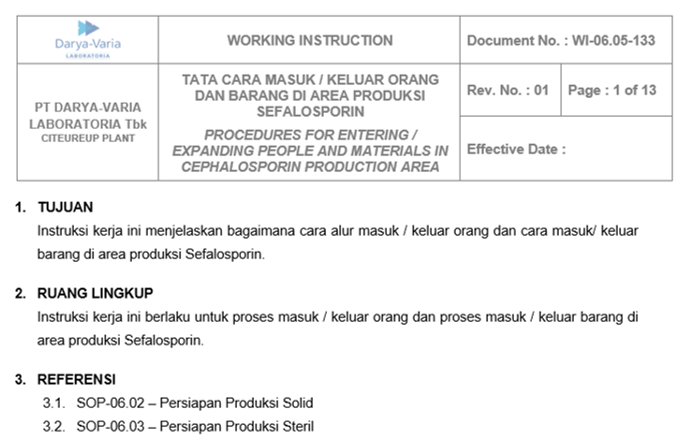 Darya-Varia
LABORATORIA
WORKING INSTRUCTION
Document No. : WI-06.05-133
PT DARYA-VARIA
LABORATORIA Tbk
CITEUREUP PLANT
TATA CARA MASUK / KELUAR ORANG
DAN BARANG DI AREA PRODUKSI
SEFALOSPORIN
PROCEDURES FOR ENTERING /
EXPANDING PEOPLE AND MATERIALS IN
CEPHALOSPORIN PRODUCTION AREA
Rev. No. : 01
Page : 1 of 13
Effective Date :
1. TUJUAN
Instruksi kerja ini menjelaskan bagaimana cara alur masuk / keluar orang dan cara masuk/ keluar
barang di area produksi Sefalosporin.
2. RUANG LINGKUP
Instruksi kerja ini berlaku untuk proses masuk / keluar orang dan proses masuk / keluar barang di
area produksi Sefalosporin.
3. REFERENSI
3.1. SOP-06.02 – Persiapan Produksi Solid
3.2. SOP-06.03 – Persiapan Produksi Steril